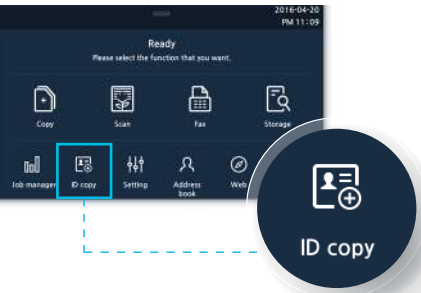 2016-04-20
PM 11:09
Ready
Please select the function that you want.
Copy
Scan
Fax
Storage
Job manager
ID copy
Setting
Address
book
Web
ID copy